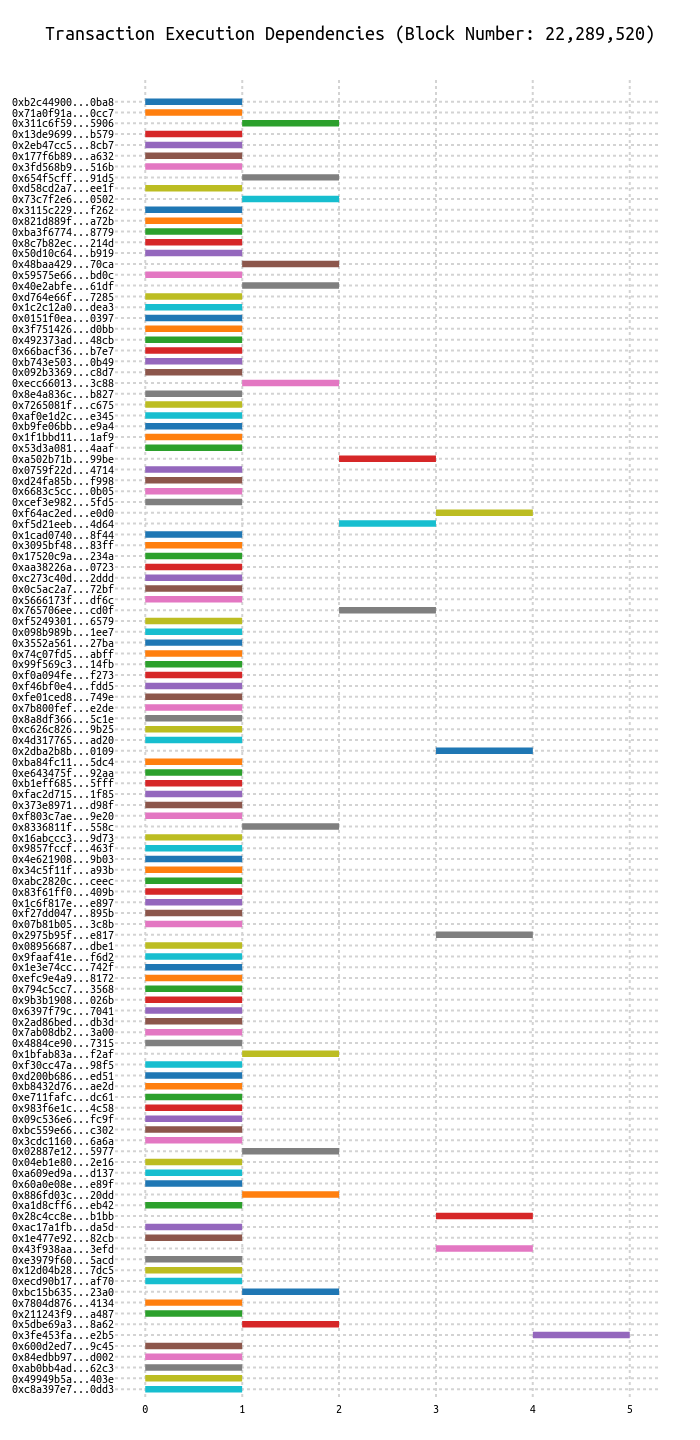 Transaction Execution Dependencies (Block Number: 22,289,520)
0xb2c44900...0ba8
0x71a0f91a...0cc7
0x311c6f59...5906
0x13de9699...b579
0x2eb47cc5...8cb7
0x177f6b89...a632
0x3fd568b9...516b
0x654f5cff...91d5
0xd58cd2a7...ee1f
0x73c7f2e6...0502
0x3115c229...f262
0x821d889f...a72b
0xba3f6774...8779
0x8c7b82ec...214d
0x50d10c64...b919
0x48baa429...70ca
0x59575e66...bd0c
0x40e2abfe...61df
0xd764e66f...7285
0x1c2c12a0...dea3
0x0151f0ea...0397
0x3f751426...d0bb
0x492373ad...48cb
0x66bacf36...b7e7
0xb743e503...0b49
0x092b3369...c8d7
0xecc66013...3c88
0x8e4a836c...b827
0x7265081f...c675
0xaf0e1d2c...e345
0xb9fe06bb...e9a4
0x1f1bbd11...1af9
0x53d3a081...4aaf
0xa502b71b...99be
0x0759f22d...4714
0xd24fa85b...f998
0x6683c5cc...0b05
0xcef3e982...5fd5
0xf64ac2ed...e0d0
0xf5d21eeb...4d64
0x1cad0740...8f44
0x3095bf48...83ff
0x17520c9a...234a
0xaa38226a...0723
0xc273c40d...2ddd
0x0c5ac2a7...72bf
0x5666173f...df6c
0x765706ee...cd0f
0xf5249301...6579
0x098b989b...1ee7
0x3552a561...27ba
0x74c07fd5...abff
0x99f569c3...14fb
0xf0a094fe...f273
0xf46bf0e4...fdd5
0xfe01ced8...749e
0x7b800fef...e2de
0x8a8df366...5c1e
0xc626c826...9b25
0x4d317765...ad20
0x2dba2b8b...0109
0xba84fc11...5dc4
0xe643475f...92aa
0xb1eff685...5fff
0xfac2d715...1f85
0x373e8971...d98f
0xf803c7ae...9e20
0x8336811f...558c
0x16abccc3...9d73
0x9857fccf...463f
0x4e621908...9b03
0x34c5f11f...a93b
0xabc2820c...ceec
0x83f61ff0...409b
0x1c6f817e...e897
0xf27dd047...895b
0x07b81b05...3c8b
0x2975b95f...e817
0x08956687...dbe1
0x9faaf41e...f6d2
0x1e3e74cc...742f
0xefc9e4a9...8172
0x794c5cc7...3568
0x9b3b1908...026b
0x6397f79c...7041
0x2ad86bed...db3d
0x7ab08db2...3a00
0x4884ce90...7315
0x1bfab83a...f2af
0xf30cc47a...98f5
0xd200b686...ed51
0xb8432d76...ae2d
0xe711fafc...dc61
0x983f6e1c...4c58
0x09c536e6...fc9f
0xbc559e66...c302
0x3cdc1160...6a6a
0x02887e12...5977
0x04eb1e80...2e16
0xa609ed9a...d137
0x60a0e08e...e89f
0x886fd03c...20dd
0xa1d8cff6...eb42
0x28c4cc8e...b1bb
0xac17a1fb...da5d
0x1e477e92...82cb
0x43f938aa...3efd
0xe3979f60...5acd
0x12d04b28...7dc5
0xecd90b17...af70
0xbc15b635...23a0
0x7804d876...4134
0x211243f9...a487
0x5dbe69a3...8a62
0x3fe453fa...e2b5
0x600d2ed7...9c45
0x84edbb97...d002
0xab0bb4ad...62c3
0x49949b5a...403e
0xc8a397e7...0dd3
0 1 2 3 4 5